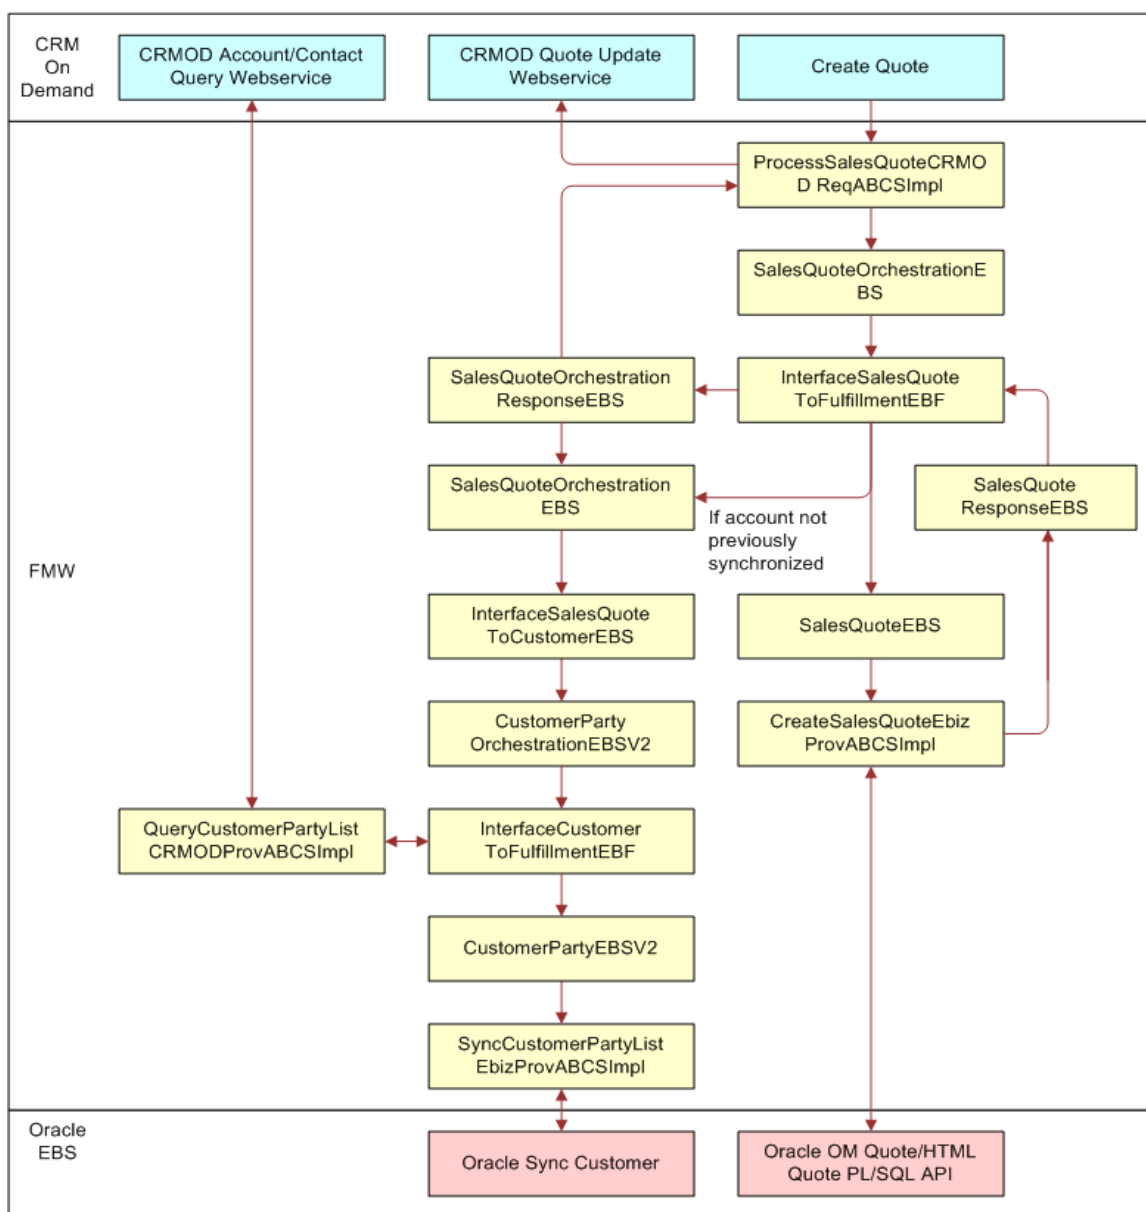 CRM
On
Demand
CRMOD Account/Contact
Query Webservice
CRMOD Quote Update
Webservice
Create Quote
FMW
ProcessSalesQuoteCRMO
D ReqABCSImpl
SalesQuoteOrchestrationE
BS
SalesQuoteOrchestration
ResponseEBS
InterfaceSalesQuote
ToFulfillmentEBF
SalesQuoteOrchestration
EBS
If account not
previously
synchronized
SalesQuote
ResponseEBS
InterfaceSalesQuote
ToCustomerEBS
SalesQuoteEBS
CustomerParty
OrchestrationEBSV2
CreateSalesQuoteEbiz
ProvABCSImpl
QueryCustomerPartyList
CRMODProvABCSImpl
InterfaceCustomer
ToFulfillmentEBF
CustomerPartyEBSV2
SyncCustomerPartyList
EbizProvABCSImpl
Oracle
EBS
Oracle Sync Customer
Oracle OM Quote/HTML
Quote PL/SQL API